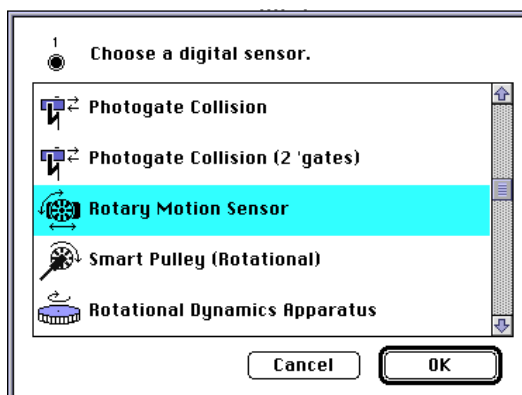 1
Choose a digital sensor.
Photogate Collision
Photogate Collision (2 'gates)
Rotary Motion Sensor
Smart Pulley (Rotational)
Rotational Dynamics Apparatus
Cancel
OK